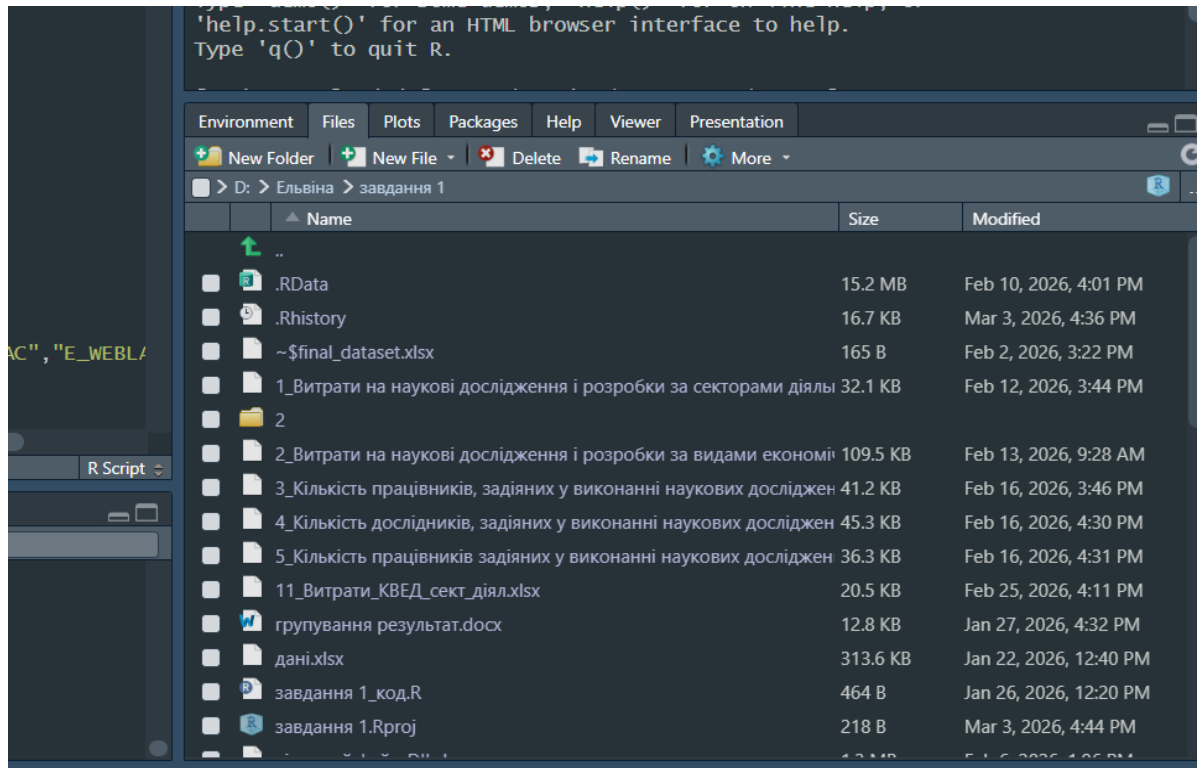 'help.start()' for an HTML browser interface to help.
Type 'q()' to quit R.
Environment Files Plots Packages Help Viewer Presentation
New Folder New File Delete Rename More
D: Ельвіна завдання 1
Name Size Modified
..
.RData 15.2 MB Feb 10, 2026, 4:01 PM
.Rhistory 16.7 KB Mar 3, 2026, 4:36 PM
~$final_dataset.xlsx 165 B Feb 2, 2026, 3:22 PM
AC","E_WEBLA
1_Витрати на наукові дослідження і розробки за секторами діяль 32.1 KB Feb 12, 2026, 3:44 PM
2
2_Витрати на наукові дослідження і розробки за видами економіч 109.5 KB Feb 13, 2026, 9:28 AM
R Script
3_Кількість працівників, задіяних у виконанні наукових досліджен 41.2 KB Feb 16, 2026, 3:46 PM
4_Кількість дослідників, задіяних у виконанні наукових досліджен 45.3 KB Feb 16, 2026, 4:30 PM
5_Кількість працівників задіяних у виконанні наукових досліджен 36.3 KB Feb 16, 2026, 4:31 PM
11_Витрати_КВЕД_сект_діял.xlsx 20.5 KB Feb 25, 2026, 4:11 PM
групування результат.docx 12.8 KB Jan 27, 2026, 4:32 PM
дані.xlsx 313.6 KB Jan 22, 2026, 12:40 PM
завдання 1_код.R 464 B Jan 26, 2026, 12:20 PM
завдання 1.Rproj 218 B Mar 3, 2026, 4:44 PM